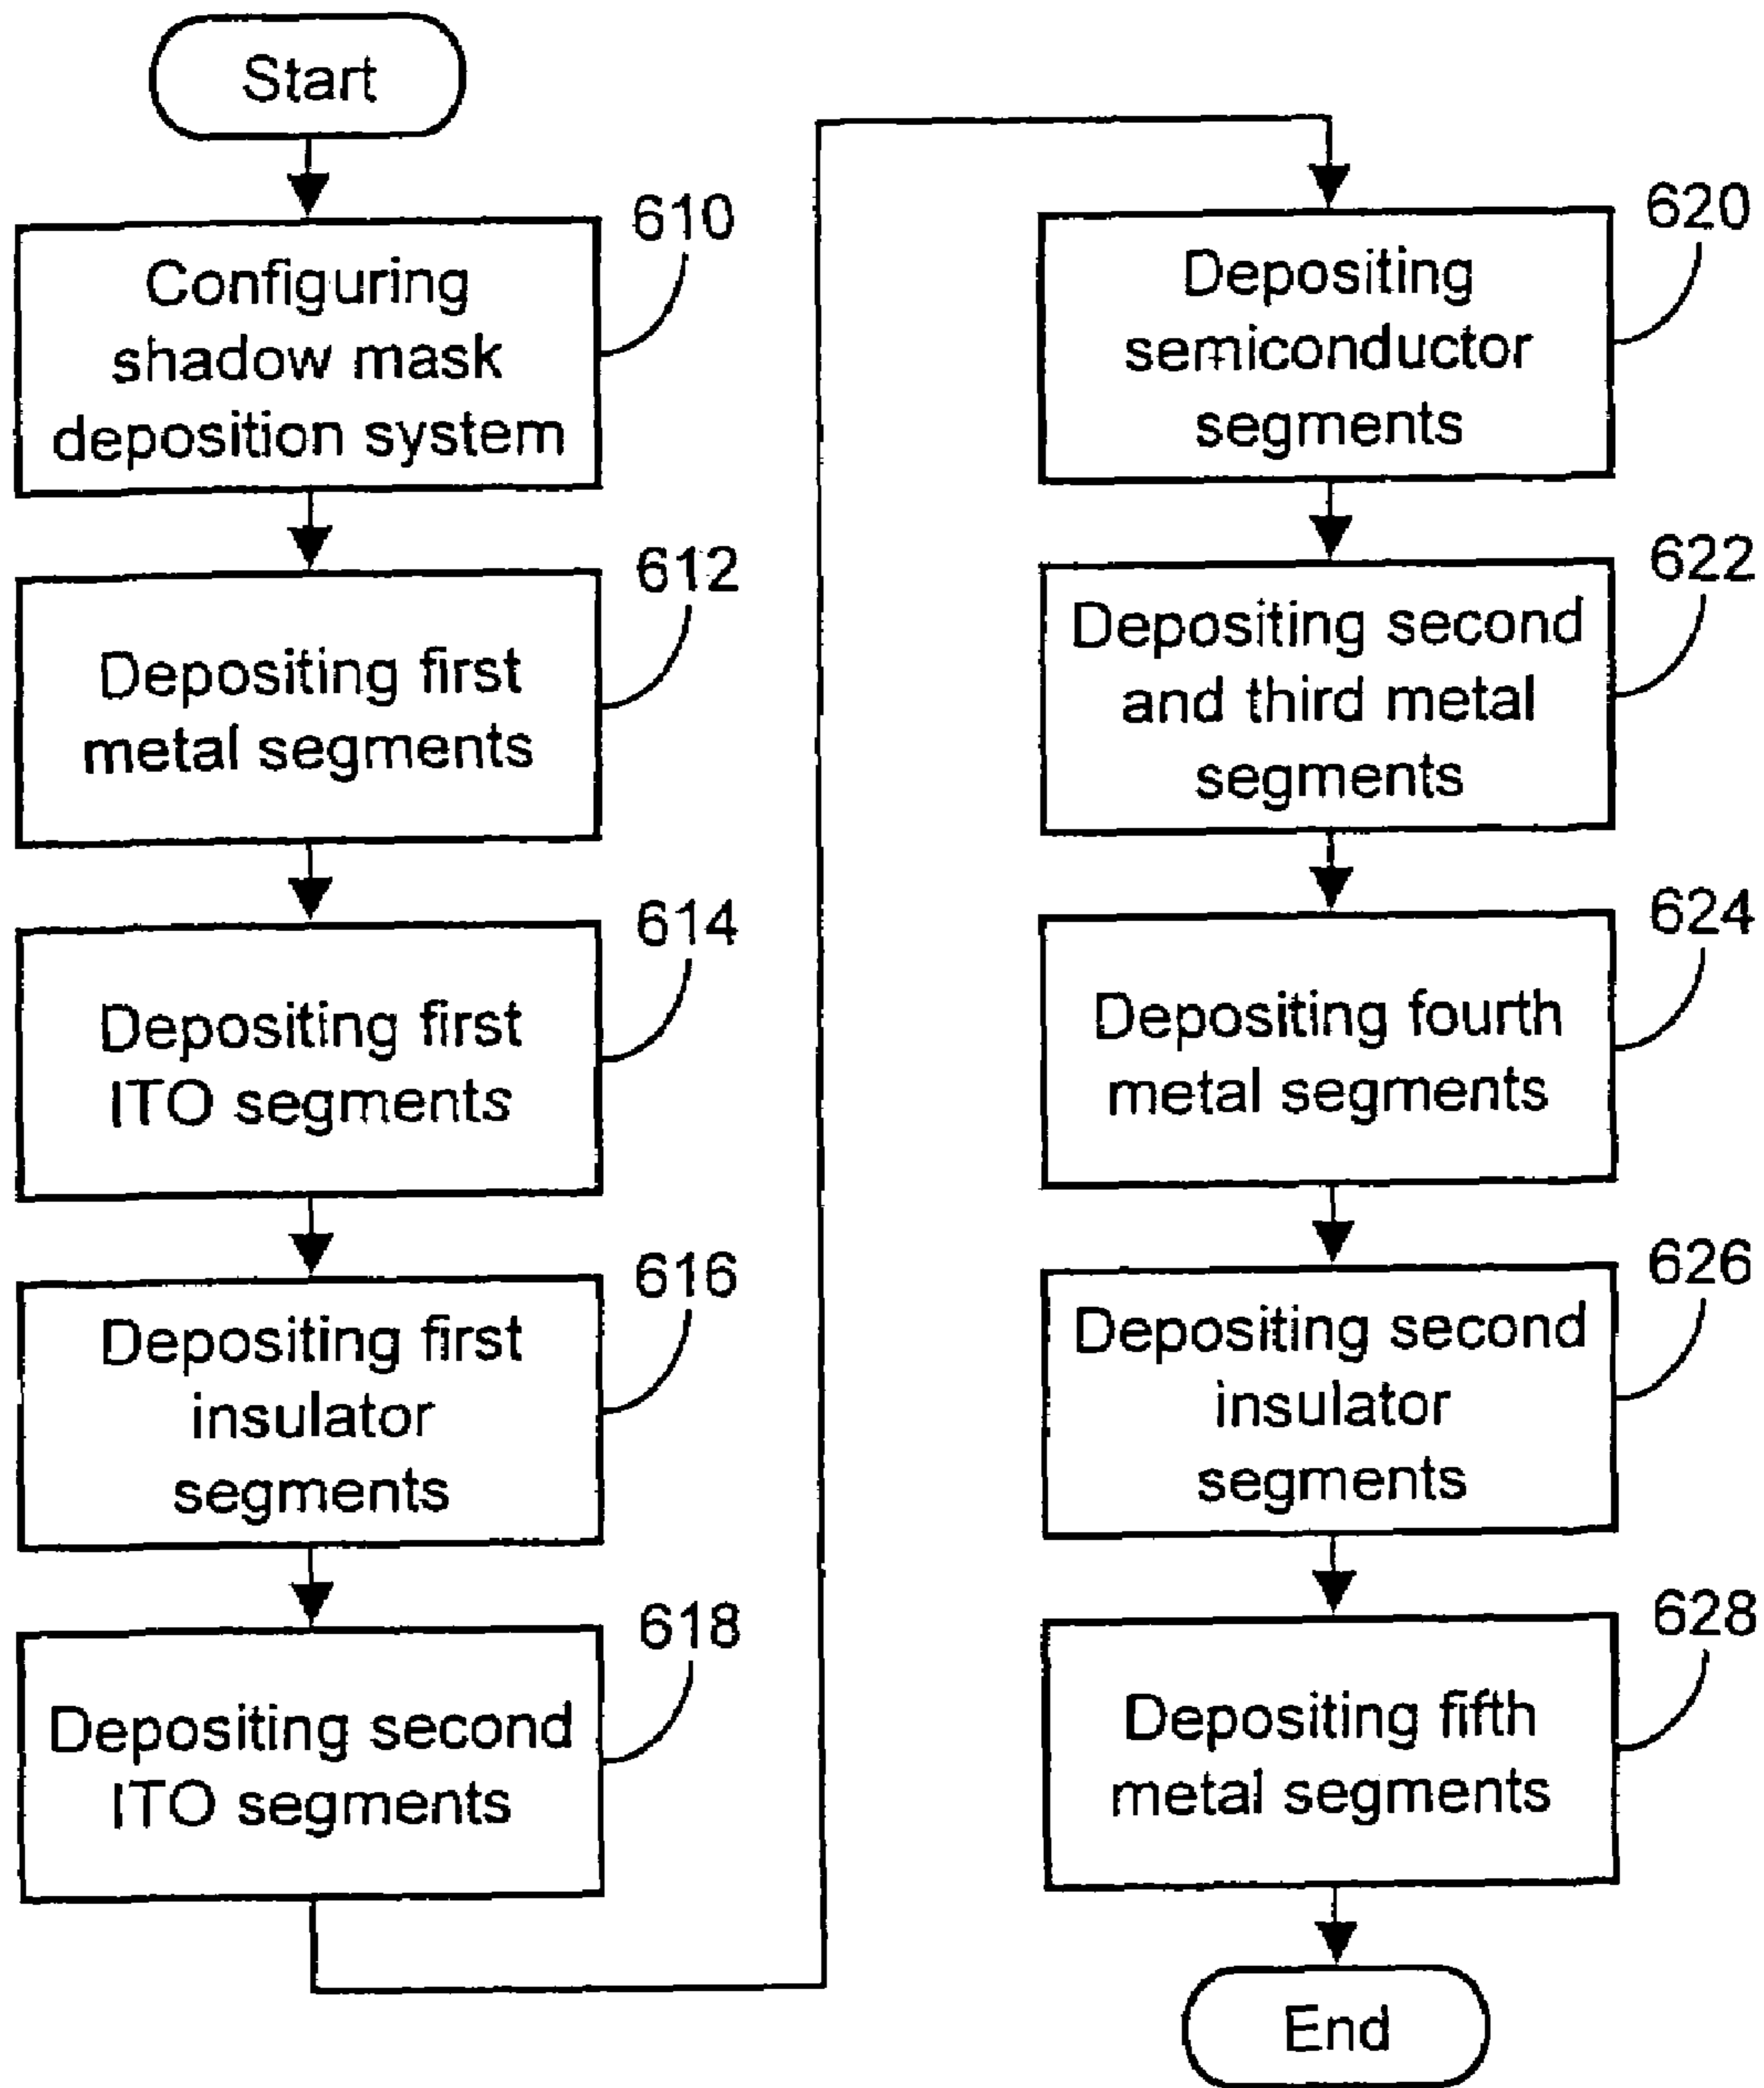 Start
610
Configuring
shadow mask
deposition system
612
Depositing first
metal segments
614
Depositing first
ITO segments
616
Depositing first
insulator
segments
618
Depositing second
ITO segments
620
Depositing
semiconductor
segments
622
Depositing second
and third metal
segments
624
Depositing fourth
metal segments
626
Depositing second
insulator
segments
628
Depositing fifth
metal segments
End